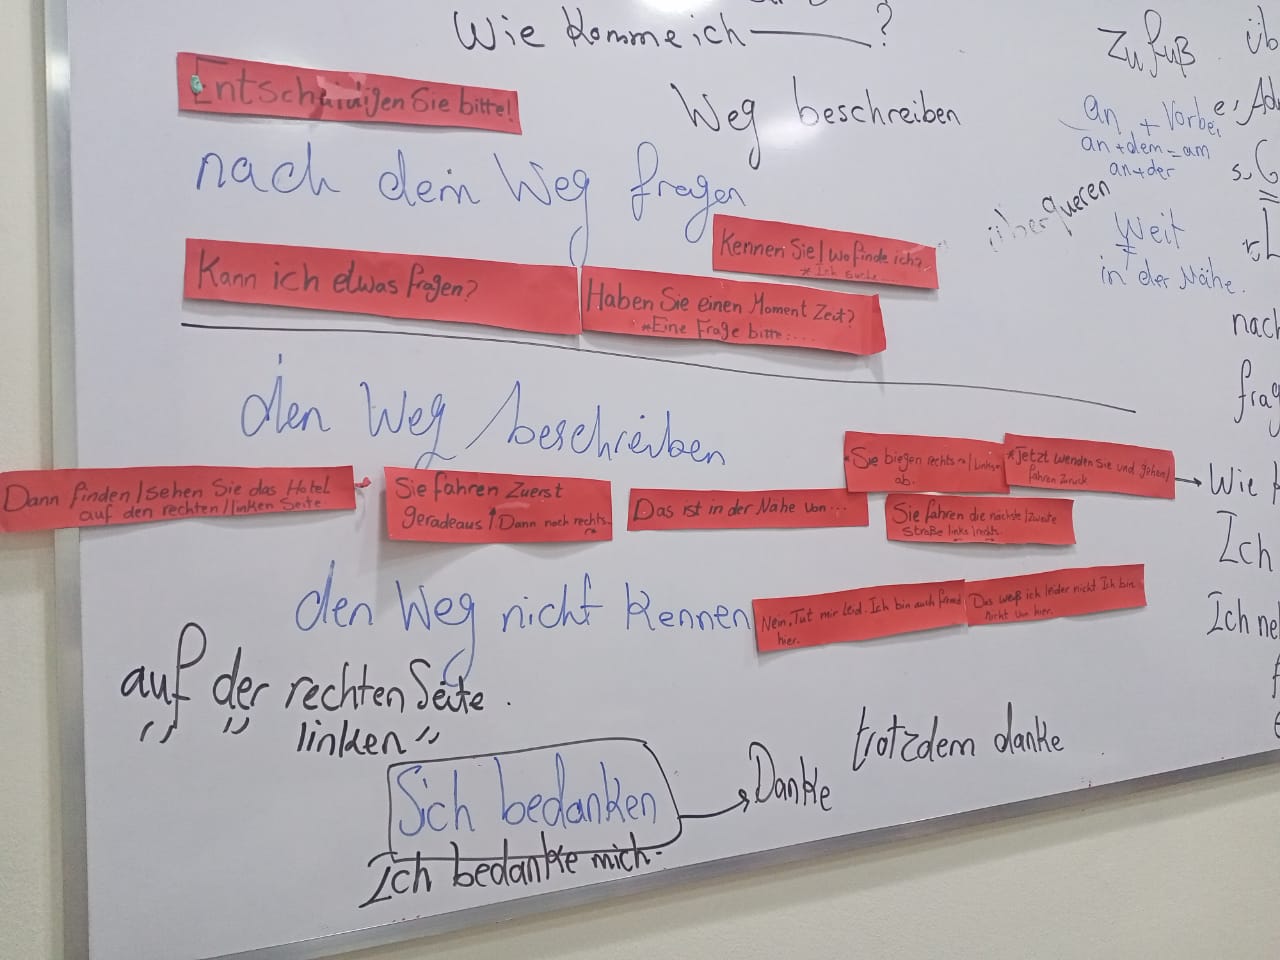 Wie komme ich ———?
Entschuldigen Sie bitte!
Weg beschreiben
nach dem Weg fragen
Kennen Sie / Wo finde ich?
* Ich suche...
Kann ich etwas fragen?
Haben Sie einen Moment Zeit?
* Eine Frage bitte....
den Weg beschreiben
Dann finden / sehen Sie das Hotel
auf den rechten / linken Seite
Sie fahren Zuerst
geradeaus ↑ Dann nach rechts.
Das ist in der Nähe von...
Sie biegen rechts → / Links←
ab.
* Jetzt wenden Sie und gehen /
fahren Zurück
Sie fahren die nächste / Zweite
Straße links / rechts.
den Weg nicht kennen
Nein, Tut mir Leid. Ich bin auch fremd
hier.
Das weiß ich leider nicht. Ich bin
nicht von hier.
auf der rechten Seite.
" " linken "
Sich bedanken → Danke
trotzdem danke
Ich bedanke mich.
Zu fuß
an + Vorbei
an + dem = am
an + der
überqueren
Weit
in der Nähe.
üb
e, Ad
s.
r, L
nach
frag
→ Wie
Ich
Ich ne